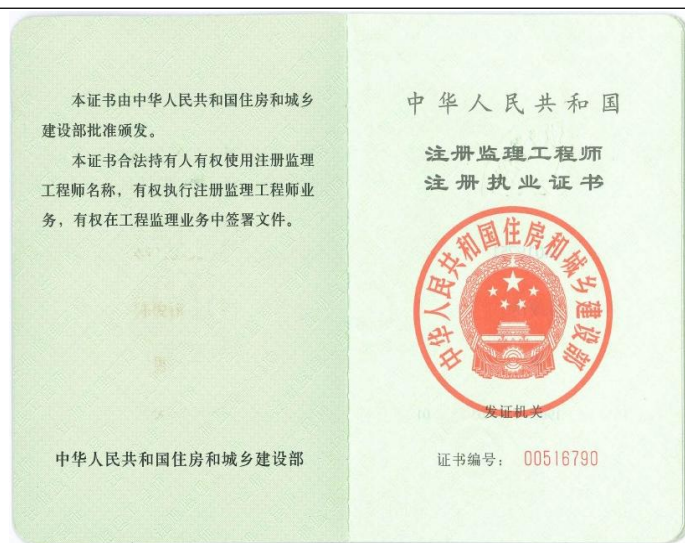 本证书由中华人民共和国住房和城乡
建设部批准颁发。
本证书合法持有人有权使用注册监理
工程师名称，有权执行注册监理工程师业
务，有权在工程监理业务中签署文件。
中华人民共和国住房和城乡建设部
中华人民共和国
注册监理工程师
注册执业证书
中华人民共和国住房和城乡建设部
发证机关
证书编号： 00516790